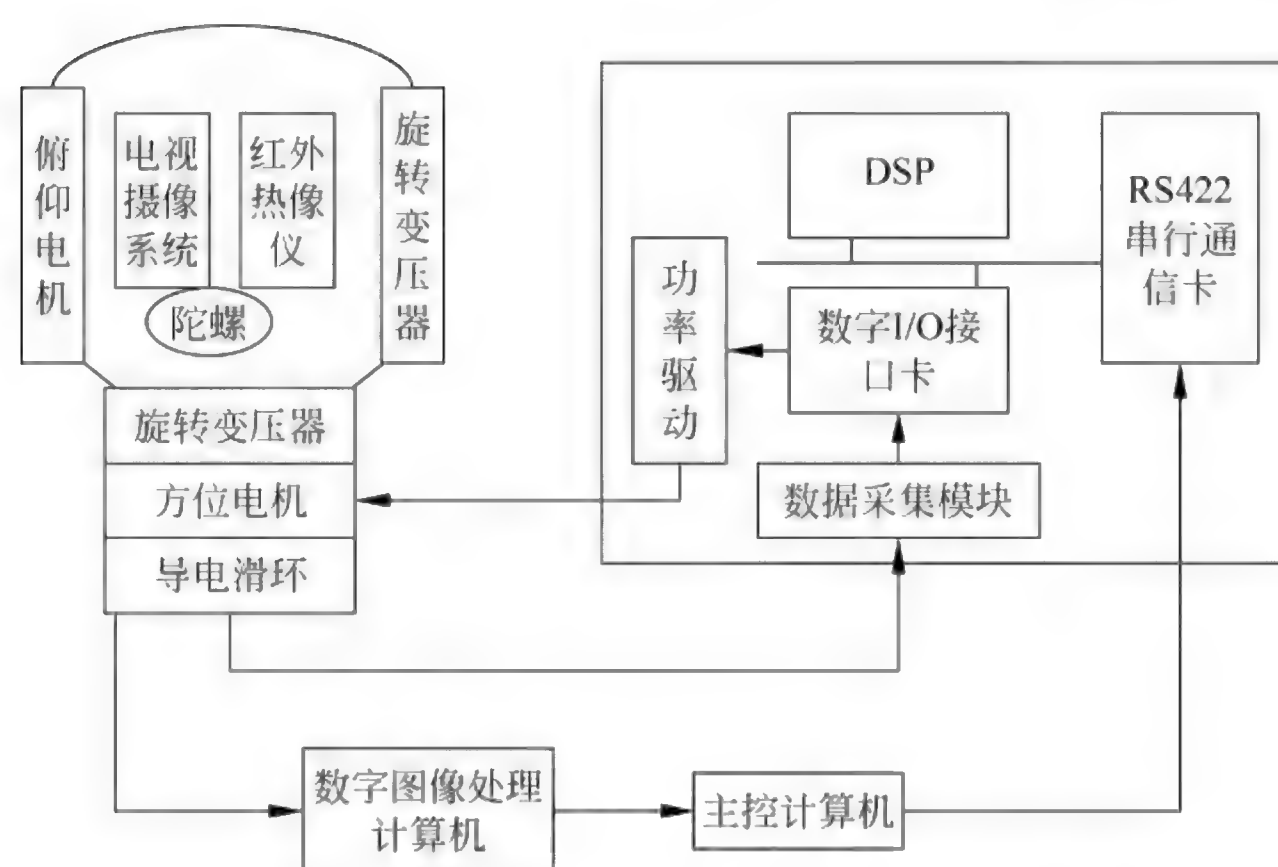 俯仰电机
电视
摄像
系统
红外
热像
仪
旋转变压器
陀螺
旋转变压器
方位电机
导电滑环
DSP
RS422
串行通
信卡
功率驱动
数字I/O接
口卡
数据采集模块
数字图像处理
计算机
主控计算机